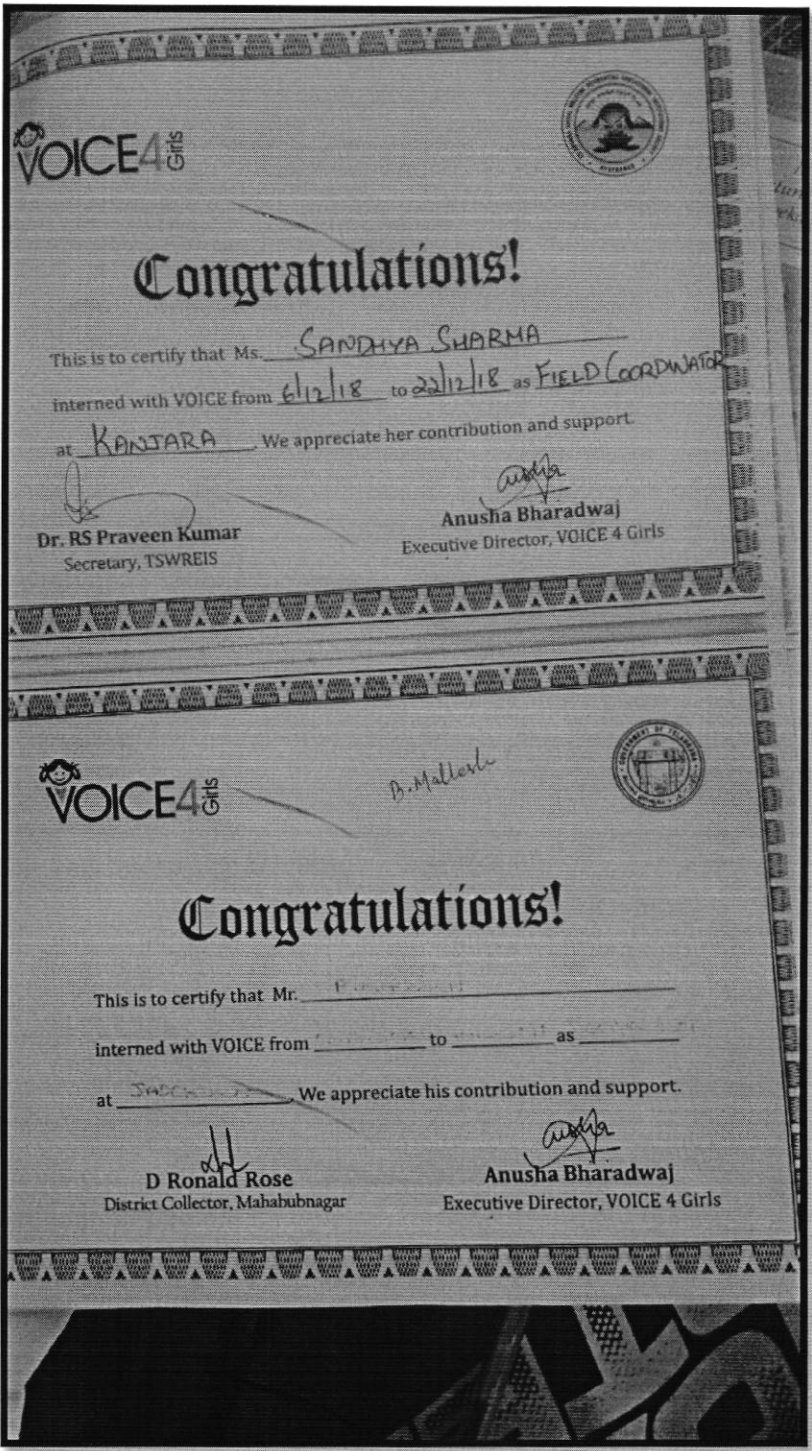 VOICE4Girls
Congratulations!
This is to certify that Ms. SANDHYA SHARMA
interned with VOICE from 6/12/18 to 22/12/18 as FIELD COORDINATOR
at KANJARA. We appreciate her contribution and support.
Dr. RS Praveen Kumar
Secretary, TSWREIS
Anusha Bharadwaj
Executive Director, VOICE 4 Girls
VOICE4Girls
B. Mallesh
GOVERNMENT OF TELANGANA
Congratulations!
This is to certify that Mr.
interned with VOICE from to as
at We appreciate his contribution and support.
D Ronald Rose
District Collector, Mahabubnagar
Anusha Bharadwaj
Executive Director, VOICE 4 Girls